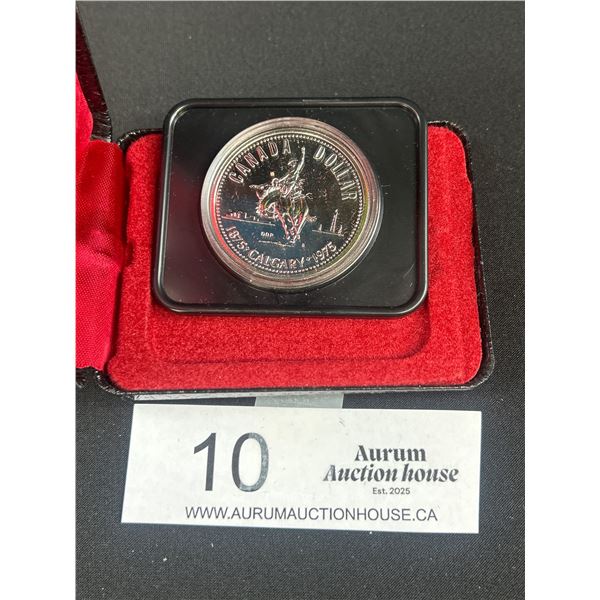 CANADA DOLLAR
1875 · CALGARY · 1975
10
Aurum
Auction house
Est. 2025
WWW.AURUMAUCTIONHOUSE.CA